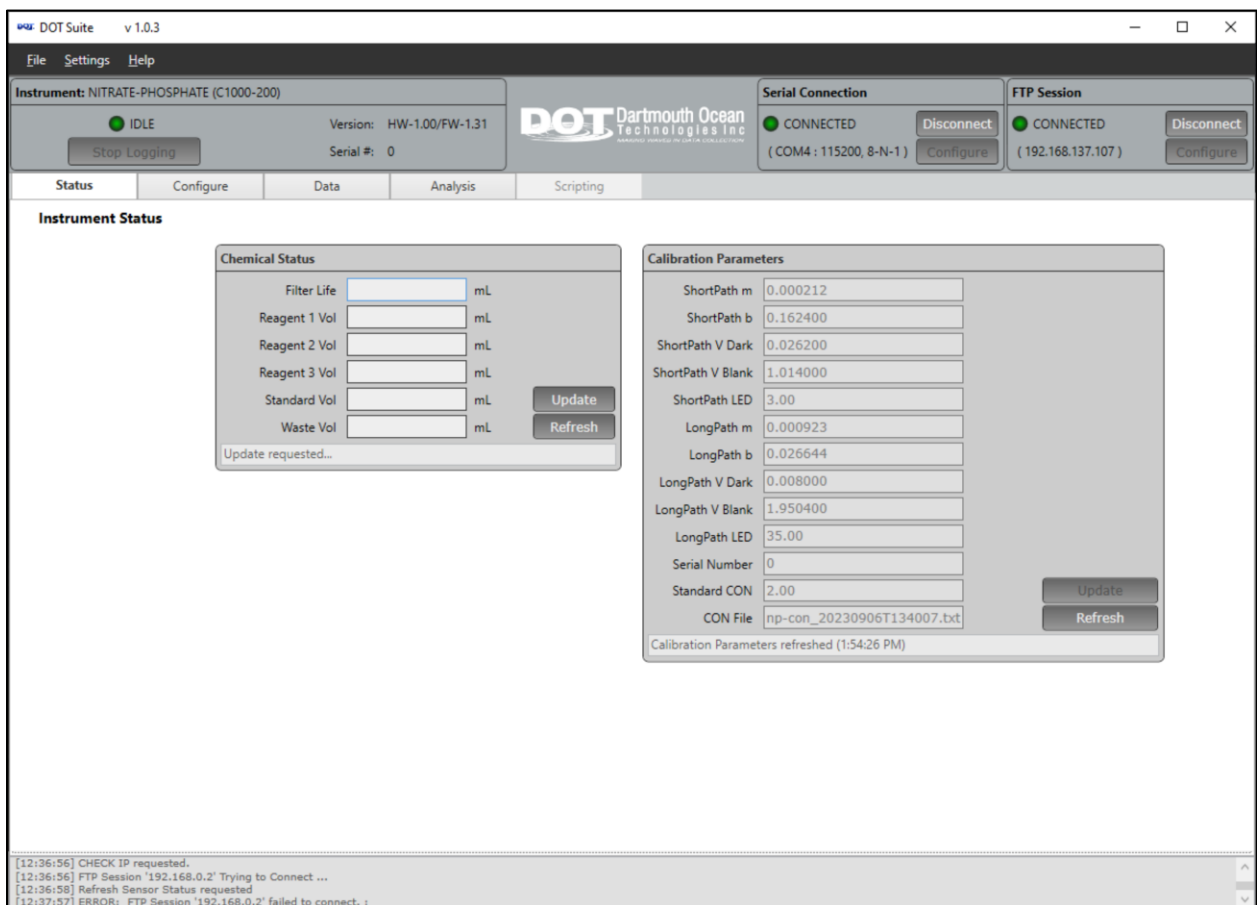 DOT Suite v 1.0.3
File Settings Help
Instrument: NITRATE-PHOSPHATE (C1000-200)
IDLE
Version: HW-1.00/FW-1.31
Stop Logging
Serial #: 0
DOT Dartmouth Ocean
Technologies Inc
Serial Connection
CONNECTED Disconnect
( COM4 : 115200, 8-N-1 ) Configure
FTP Session
CONNECTED Disconnect
( 192.168.137.107 ) Configure
Status Configure Data Analysis Scripting
Instrument Status
Chemical Status
Filter Life mL
Reagent 1 Vol mL
Reagent 2 Vol mL
Reagent 3 Vol mL
Standard Vol mL Update
Waste Vol mL Refresh
Update requested...
Calibration Parameters
ShortPath m 0.000212
ShortPath b 0.162400
ShortPath V Dark 0.026200
ShortPath V Blank 1.014000
ShortPath LED 3.00
LongPath m 0.000923
LongPath b 0.026644
LongPath V Dark 0.008000
LongPath V Blank 1.950400
LongPath LED 35.00
Serial Number 0
Standard CON 2.00 Update
CON File np-con_20230906T134007.txt Refresh
Calibration Parameters refreshed (1:54:26 PM)
[12:36:56] CHECK IP requested.
[12:36:56] FTP Session '192.168.0.2' Trying to Connect ...
[12:36:58] Refresh Sensor Status requested
[12:37:57] ERROR: FTP Session '192.168.0.2' failed to connect. :